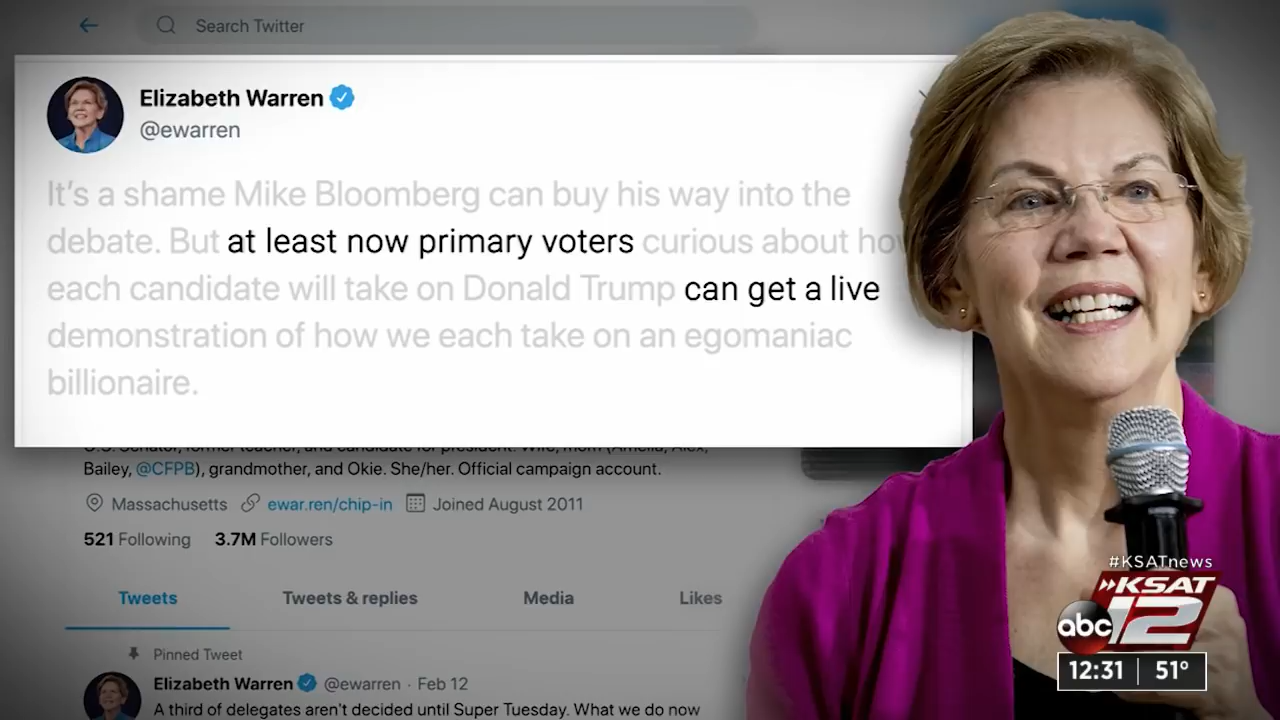 Search Twitter
Elizabeth Warren
@ewarren
It's a shame Mike Bloomberg can buy his way into the
debate. But at least now primary voters curious about how
each candidate will take on Donald Trump can get a live
demonstration of how we each take on an egomaniac
billionaire.
U.S. Senator, former teacher, and candidate for president. Wife, mom (Amelia, Alex,
Bailey, @CFPB), grandmother, and Okie. She/her. Official campaign account.
Massachusetts ewar.ren/chip-in Joined August 2011
521 Following 3.7M Followers
Tweets Tweets & replies Media Likes
Pinned Tweet
Elizabeth Warren @ewarren · Feb 12
A third of delegates aren't decided until Super Tuesday. What we do now
#KSATnews
KSAT
abc 12
12:31 51°